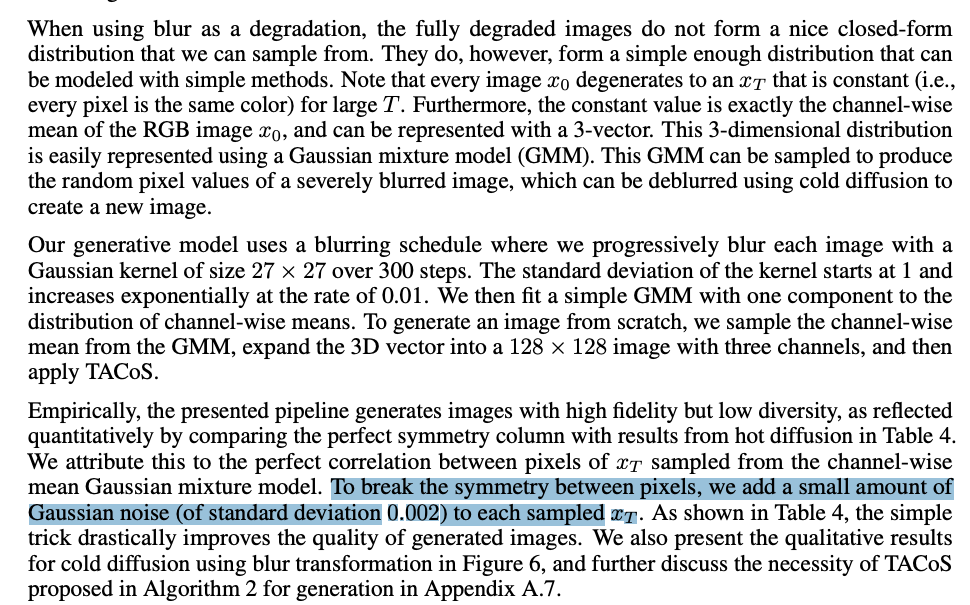 When using blur as a degradation, the fully degraded images do not form a nice closed-form
distribution that we can sample from. They do, however, form a simple enough distribution that can
be modeled with simple methods. Note that every image x₀ degenerates to an x_T that is constant (i.e.,
every pixel is the same color) for large T. Furthermore, the constant value is exactly the channel-wise
mean of the RGB image x₀, and can be represented with a 3-vector. This 3-dimensional distribution
is easily represented using a Gaussian mixture model (GMM). This GMM can be sampled to produce
the random pixel values of a severely blurred image, which can be deblurred using cold diffusion to
create a new image.
Our generative model uses a blurring schedule where we progressively blur each image with a
Gaussian kernel of size 27 × 27 over 300 steps. The standard deviation of the kernel starts at 1 and
increases exponentially at the rate of 0.01. We then fit a simple GMM with one component to the
distribution of channel-wise means. To generate an image from scratch, we sample the channel-wise
mean from the GMM, expand the 3D vector into a 128 × 128 image with three channels, and then
apply TACoS.
Empirically, the presented pipeline generates images with high fidelity but low diversity, as reflected
quantitatively by comparing the perfect symmetry column with results from hot diffusion in Table 4.
We attribute this to the perfect correlation between pixels of x_T sampled from the channel-wise
mean Gaussian mixture model. To break the symmetry between pixels, we add a small amount of
Gaussian noise (of standard deviation 0.002) to each sampled x_T. As shown in Table 4, the simple
trick drastically improves the quality of generated images. We also present the qualitative results
for cold diffusion using blur transformation in Figure 6, and further discuss the necessity of TACoS
proposed in Algorithm 2 for generation in Appendix A.7.